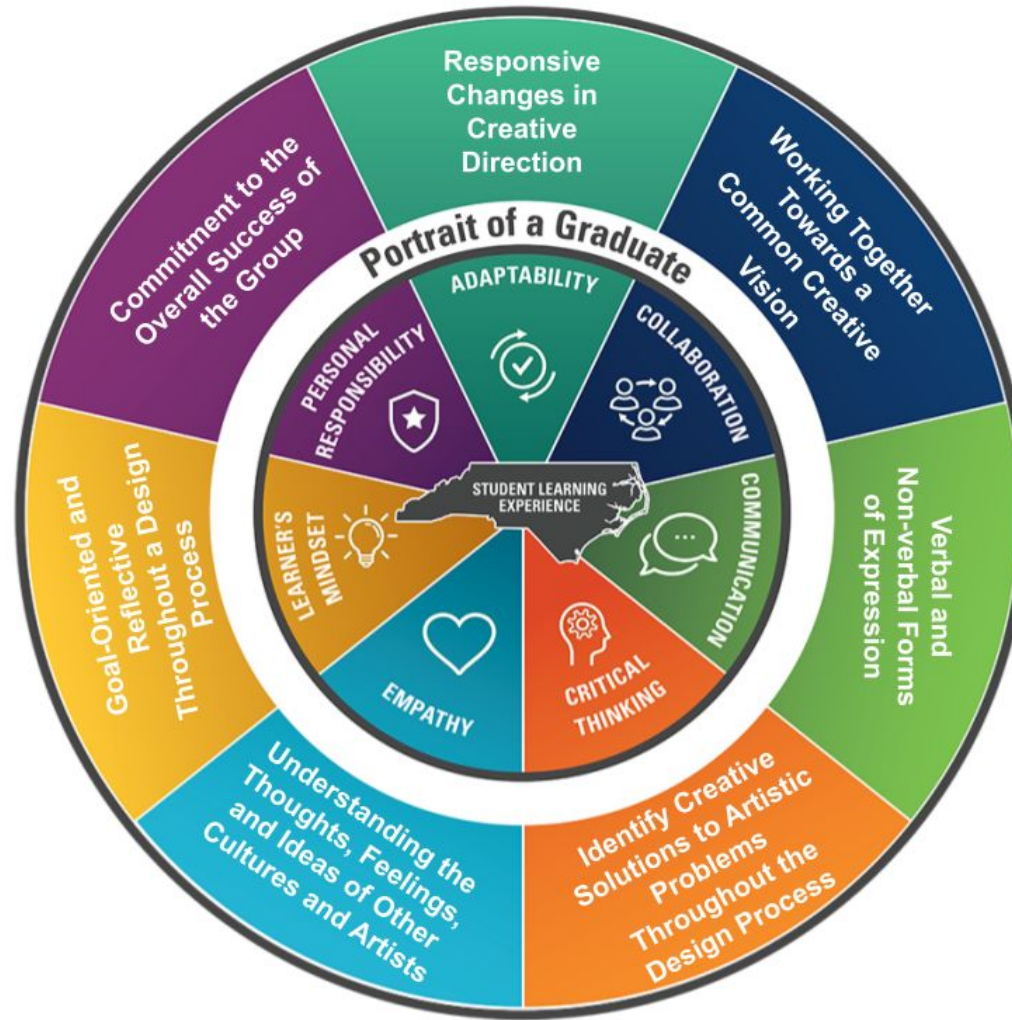 Responsive
Changes in
Creative
Direction
Working Together
Towards a
Common Creative
Vision
Verbal and
Non-verbal Forms
of Expression
Identify Creative
Solutions to Artistic
Problems
Throughout the
Design Process
Understanding the
Thoughts, Feelings,
and Ideas of Other
Cultures and Artists
Goal-Oriented and
Reflective
Throughout a Design
Process
Commitment to the
Overall Success of
the Group
Portrait of a Graduate
ADAPTABILITY
COLLABORATION
COMMUNICATION
CRITICAL
THINKING
EMPATHY
LEARNER'S
MINDSET
PERSONAL
RESPONSIBILITY
STUDENT LEARNING
EXPERIENCE